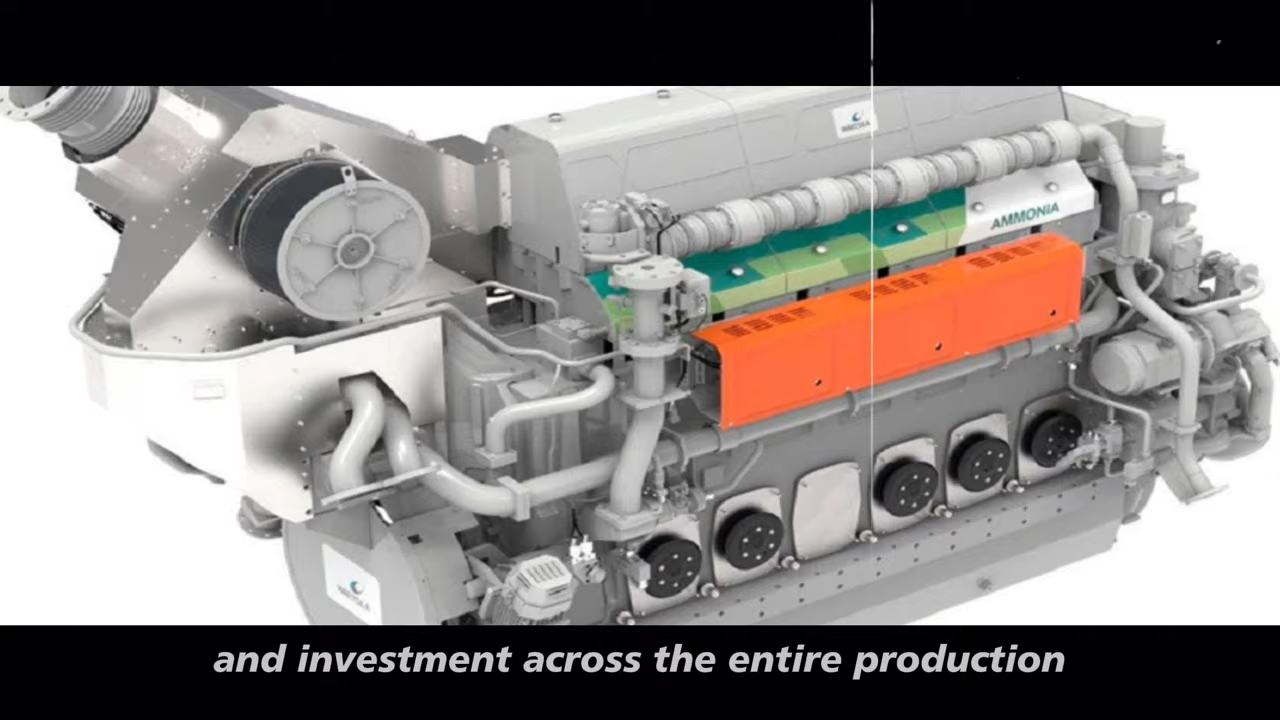 AMMONIA
and investment across the entire production